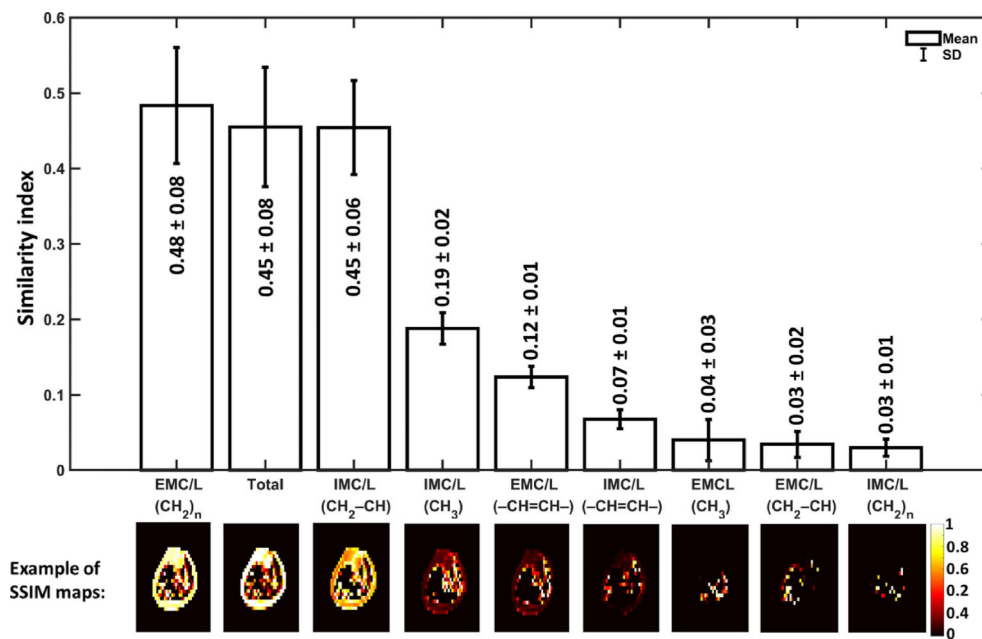 0.6
0.5
0.4
0.3
0.2
0.1
0
Similarity index
Mean
SD
0.48 ± 0.08
0.45 ± 0.08
0.45 ± 0.06
0.19 ± 0.02
0.12 ± 0.01
0.07 ± 0.01
0.04 ± 0.03
0.03 ± 0.02
0.03 ± 0.01
EMC/L Total IMC/L IMC/L EMC/L IMC/L EMCL EMC/L IMC/L
(CH₂)ₙ (CH₂–CH) (CH₃) (–CH=CH–) (–CH=CH–) (CH₃) (CH₂–CH) (CH₂)ₙ
Example of
SSIM maps:
1
0.8
0.6
0.2
0.4
0